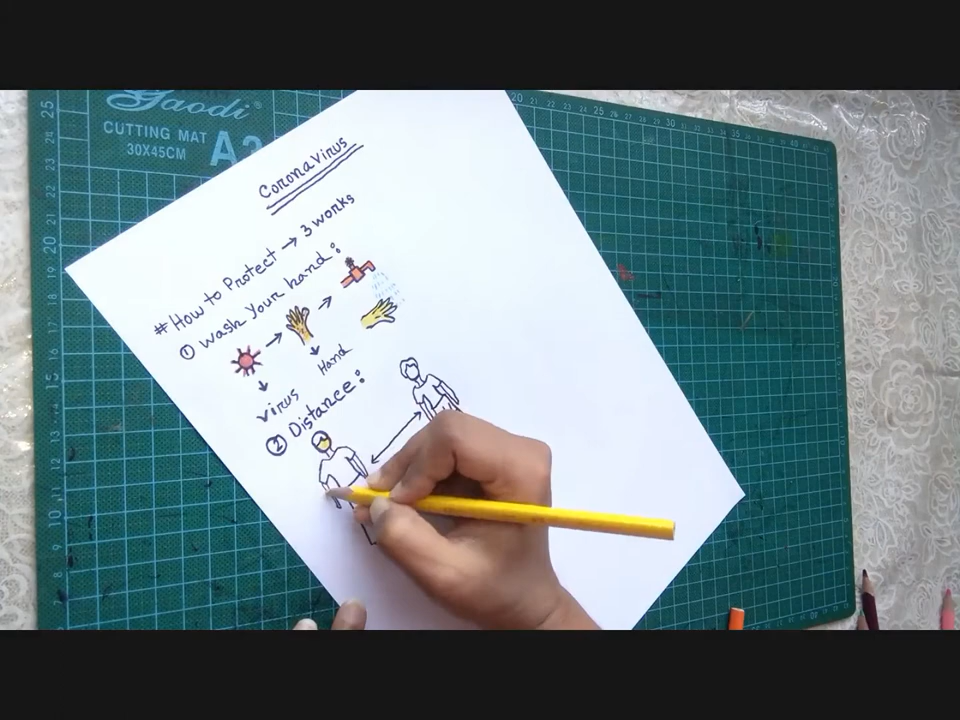 Gaodi®
CUTTING MAT
30X45CM
A3
CoronaVirus
# How to Protect → 3 works
① Wash Your hand:
Hand
virus
② Distance: